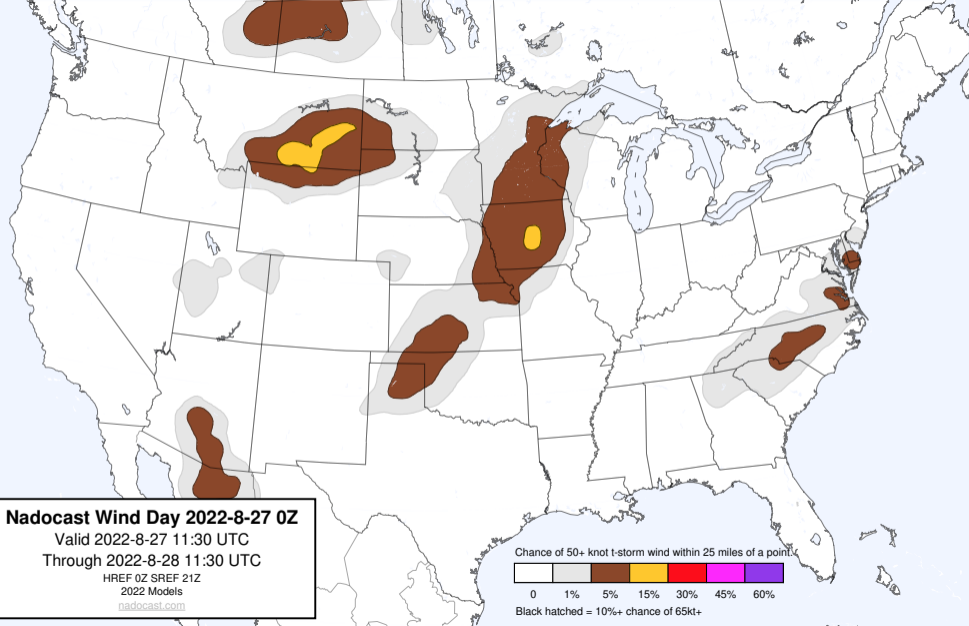 Nadocast Wind Day 2022-8-27 0Z
Valid 2022-8-27 11:30 UTC
Through 2022-8-28 11:30 UTC
HREF 0Z SREF 21Z
2022 Models
nadocast.com
Chance of 50+ knot t-storm wind within 25 miles of a point.
0 1% 5% 15% 30% 45% 60%
Black hatched = 10%+ chance of 65kt+